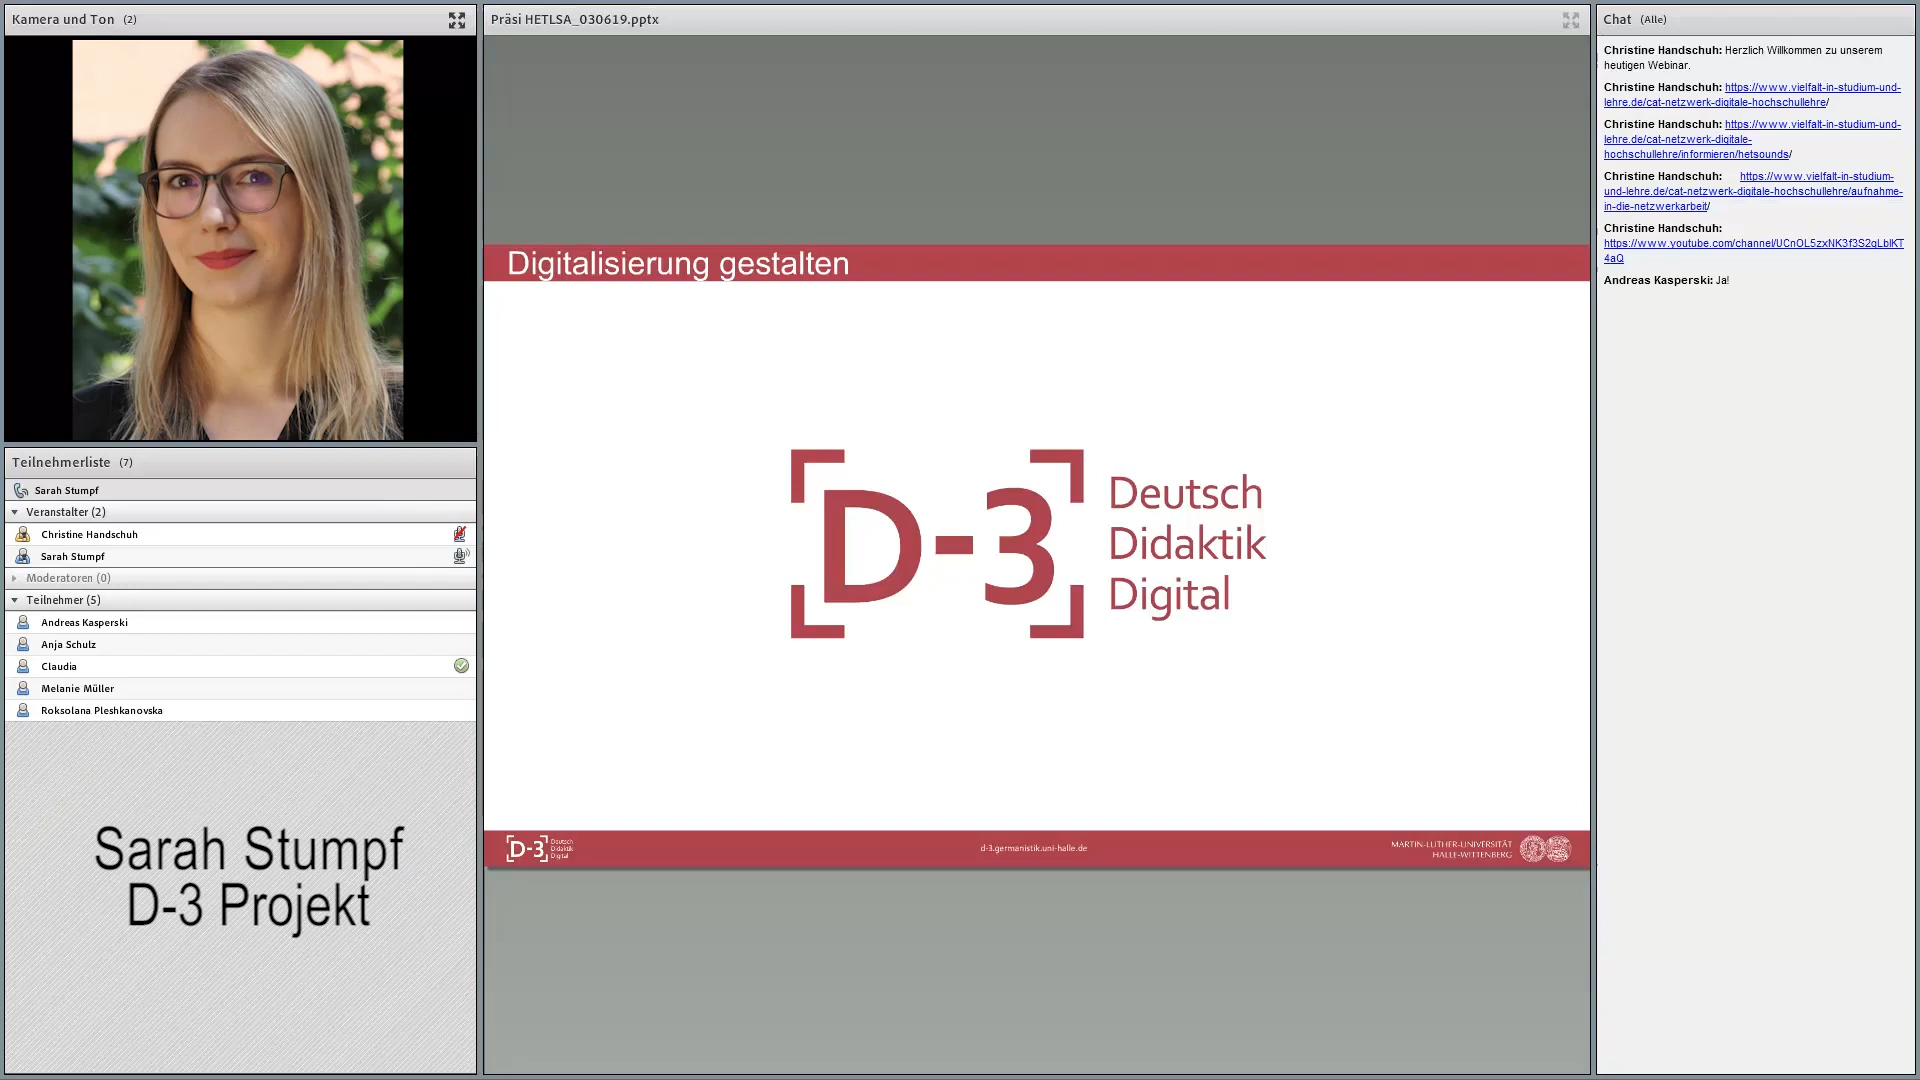 Kamera und Ton (2)
Teilnehmerliste (7)
Sarah Stumpf
Veranstalter (2)
Christine Handschuh
Sarah Stumpf
Moderatoren (0)
Teilnehmer (5)
Andreas Kasperski
Anja Schulz
Claudia
Melanie Müller
Roksolana Pleshkanovska
Sarah Stumpf
D-3 Projekt
Präsi HETLSA_030619.pptx
Digitalisierung gestalten
D-3
Deutsch
Didaktik
Digital
D-3
Deutsch
Didaktik
Digital
d-3.germanistik.uni-halle.de
MARTIN-LUTHER-UNIVERSITÄT
HALLE-WITTENBERG
Chat (Alle)
Christine Handschuh: Herzlich Willkommen zu unserem
heutigen Webinar.
Christine Handschuh: https://www.vielfalt-in-studium-und-
lehre.de/cat-netzwerk-digitale-hochschullehre/
Christine Handschuh: https://www.vielfalt-in-studium-und-
lehre.de/cat-netzwerk-digitale-
hochschullehre/informieren/hetsounds/
Christine Handschuh: https://www.vielfalt-in-studium-
und-lehre.de/cat-netzwerk-digitale-hochschullehre/aufnahme-
in-die-netzwerkarbeit/
Christine Handschuh:
https://www.youtube.com/channel/UCnOL5zxNK3f3S2gLblKT
4aQ
Andreas Kasperski: Ja!